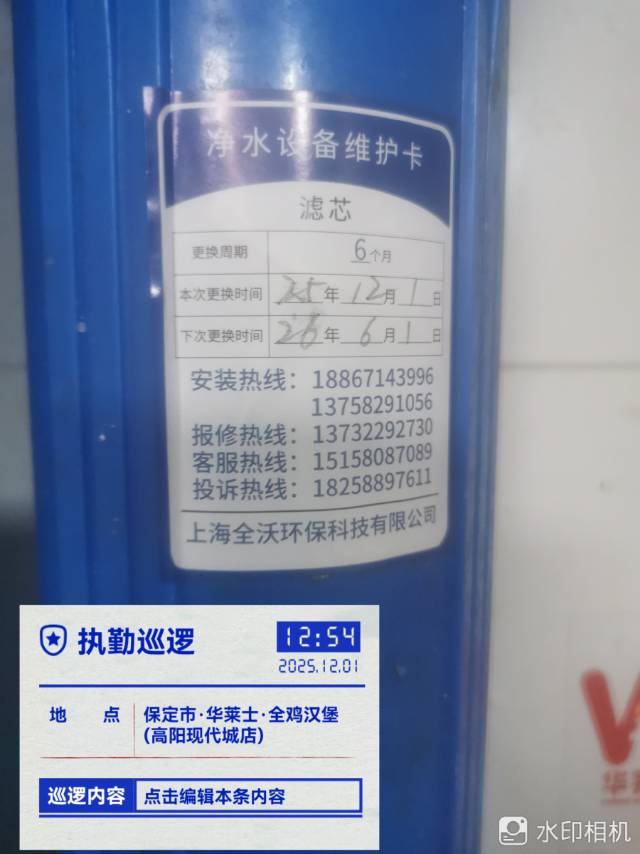 净水设备维护卡
滤芯
更换周期 6个月
本次更换时间 25年12月1日
下次更换时间 26年6月1日
安装热线：18867143996
13758291056
报修热线：13732292730
客服热线：15158087089
投诉热线：18258897611
上海全沃环保科技有限公司
执勤巡逻 12:54
2025.12.01
地 点 保定市·华莱士·全鸡汉堡
(高阳现代城店)
巡逻内容 点击编辑本条内容
水印相机